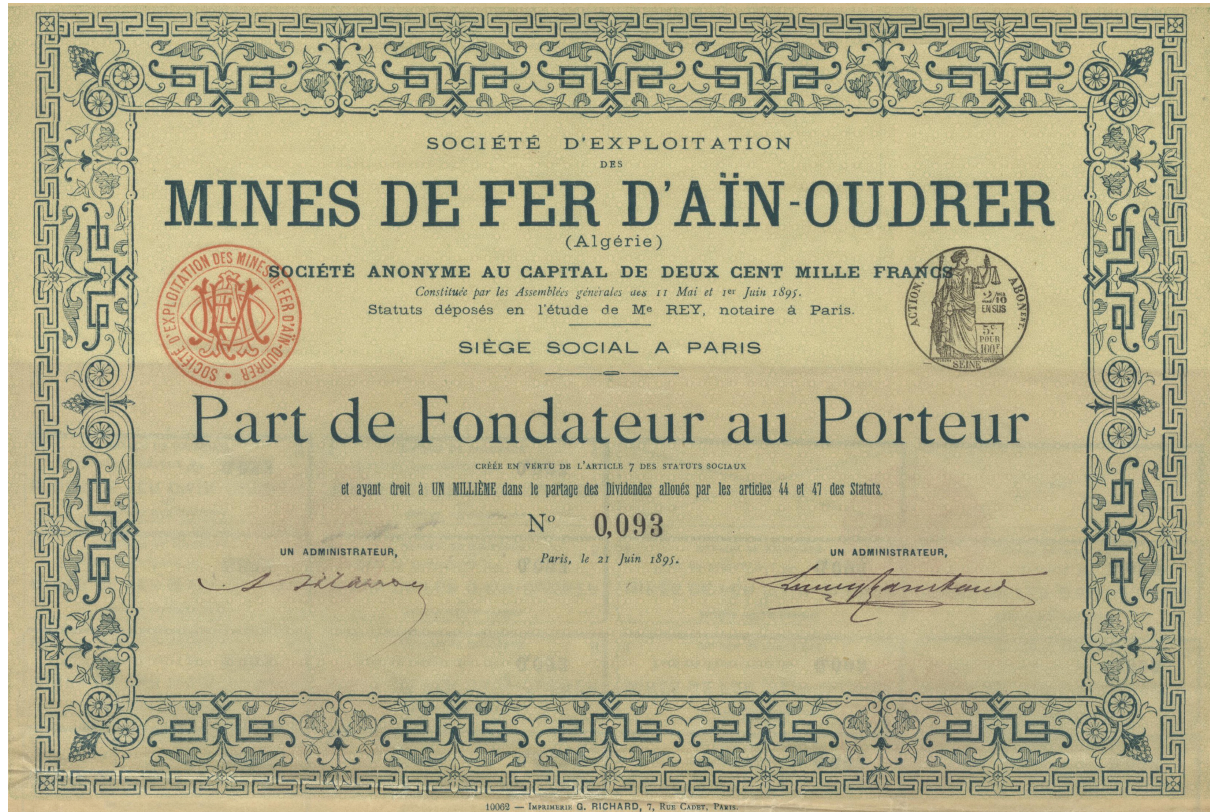 SOCIÉTÉ D'EXPLOITATION
DES
MINES DE FER D'AÏN-OUDRER
(Algérie)
SOCIÉTÉ ANONYME AU CAPITAL DE DEUX CENT MILLE FRANCS
Constituée par les Assemblées générales des 11 Mai et 1er Juin 1895.
Statuts déposés en l'étude de Me REY, notaire à Paris.
SIÈGE SOCIAL A PARIS
SOCIÉTÉ D'EXPLOITATION DES MINES DE FER D'AÏN-OUDRER
ACTION.
ABONENT.
2/10
EN SUS
5c
POUR
100f
SEINE
Part de Fondateur au Porteur
CRÉÉE EN VERTU DE L'ARTICLE 7 DES STATUTS SOCIAUX
et ayant droit à UN MILLIÈME dans le partage des Dividendes alloués par les articles 44 et 47 des Statuts.
No 0,093
Paris, le 21 Juin 1895.
UN ADMINISTRATEUR,
UN ADMINISTRATEUR,
10062 — IMPRIMERIE G. RICHARD, 7, RUE CADET, PARIS.